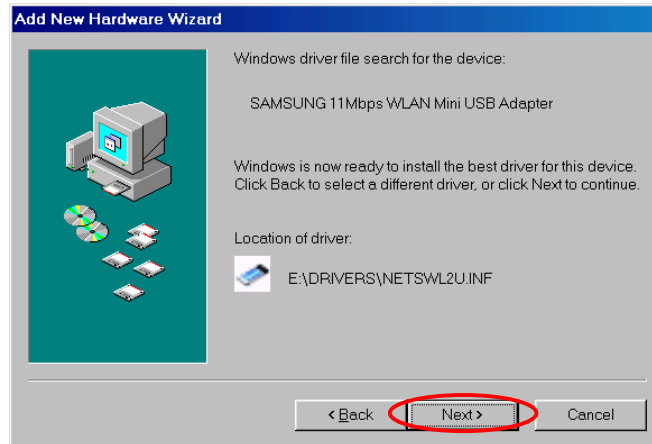 Add New Hardware Wizard
Windows driver file search for the device:
SAMSUNG 11Mbps WLAN Mini USB Adapter
Windows is now ready to install the best driver for this device.
Click Back to select a different driver, or click Next to continue.
Location of driver:
E:\DRIVERS\NETSWL2U.INF
< Back
Next >
Cancel